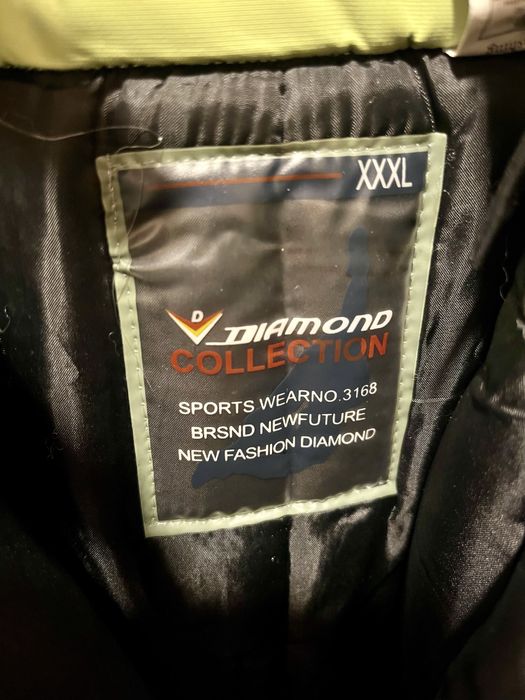 XXXL
D
DIAMOND
COLLECTION
SPORTS WEARNO.3168
BRSND NEWFUTURE
NEW FASHION DIAMOND